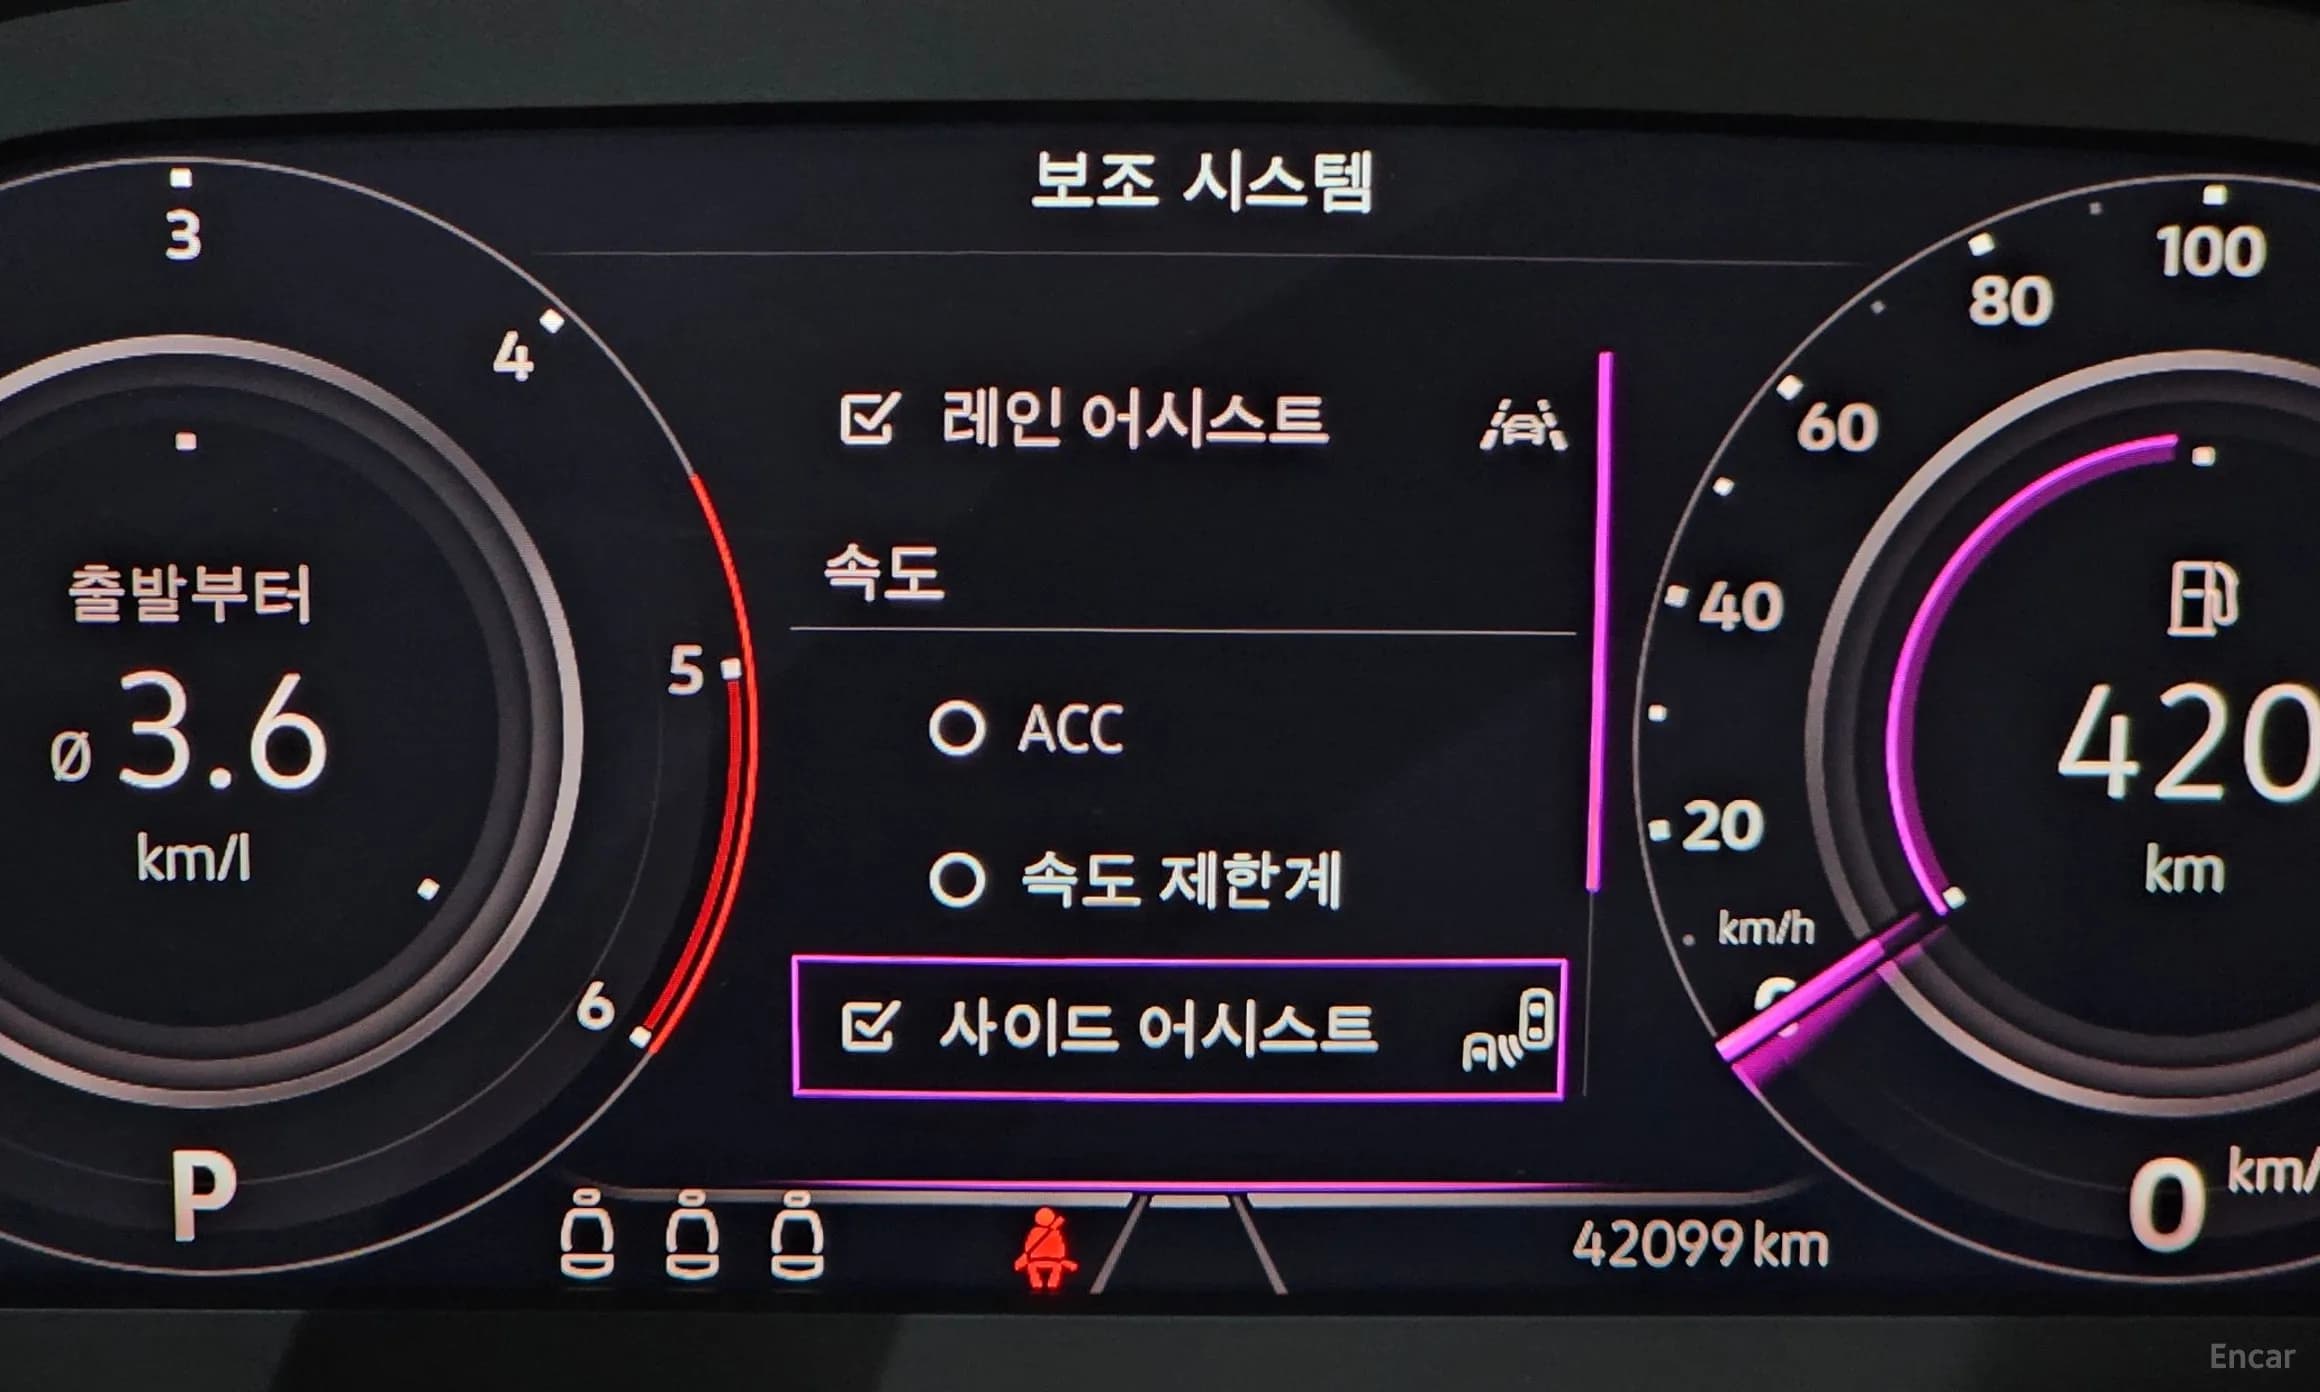 보조 시스템
3
4
5
6
출발부터
ø 3.6
km/l
P
레인 어시스트
속도
ACC
속도 제한계
사이드 어시스트
100
80
60
40
20
km/h
420
km
0 km/
42099 km
Encar